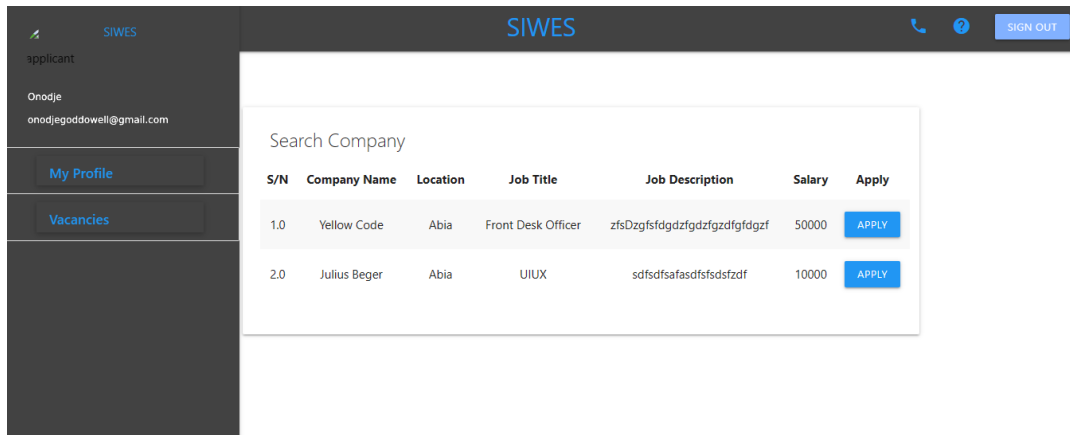 SIWES
applicant
Onodje
onodjegoddowell@gmail.com
My Profile
Vacancies
SIWES
SIGN OUT
Search Company
S/N Company Name Location Job Title Job Description Salary Apply
1.0 Yellow Code Abia Front Desk Officer zfsDzgfsfdgdzfgdzfgzdfgfdgzf 50000 APPLY
2.0 Julius Beger Abia UIUX sdfsdfsafasdfsfsdsfzdf 10000 APPLY